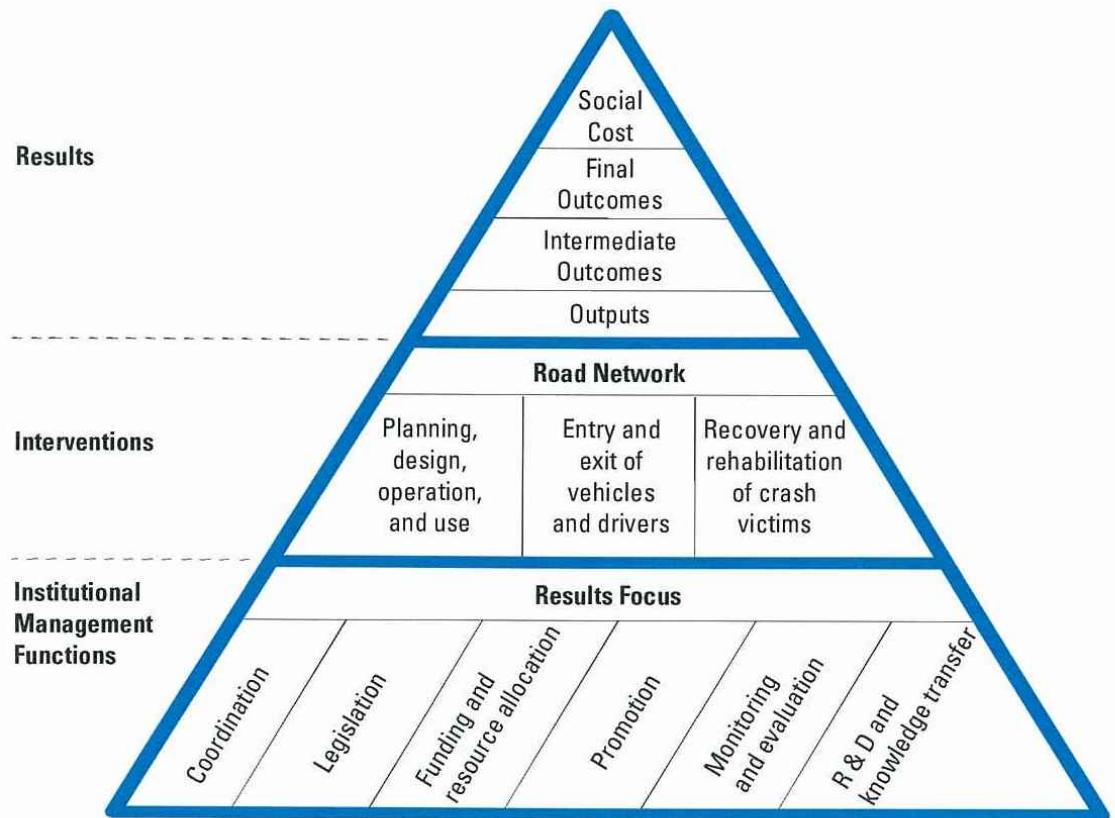 Results
Social
Cost
Final
Outcomes
Intermediate
Outcomes
Outputs
Interventions
Road Network
Planning,
design,
operation,
and use
Entry and
exit of
vehicles
and drivers
Recovery and
rehabilitation
of crash
victims
Institutional
Management
Functions
Results Focus
Coordination
Legislation
Funding and
resource allocation
Promotion
Monitoring
and evaluation
R & D and
knowledge transfer